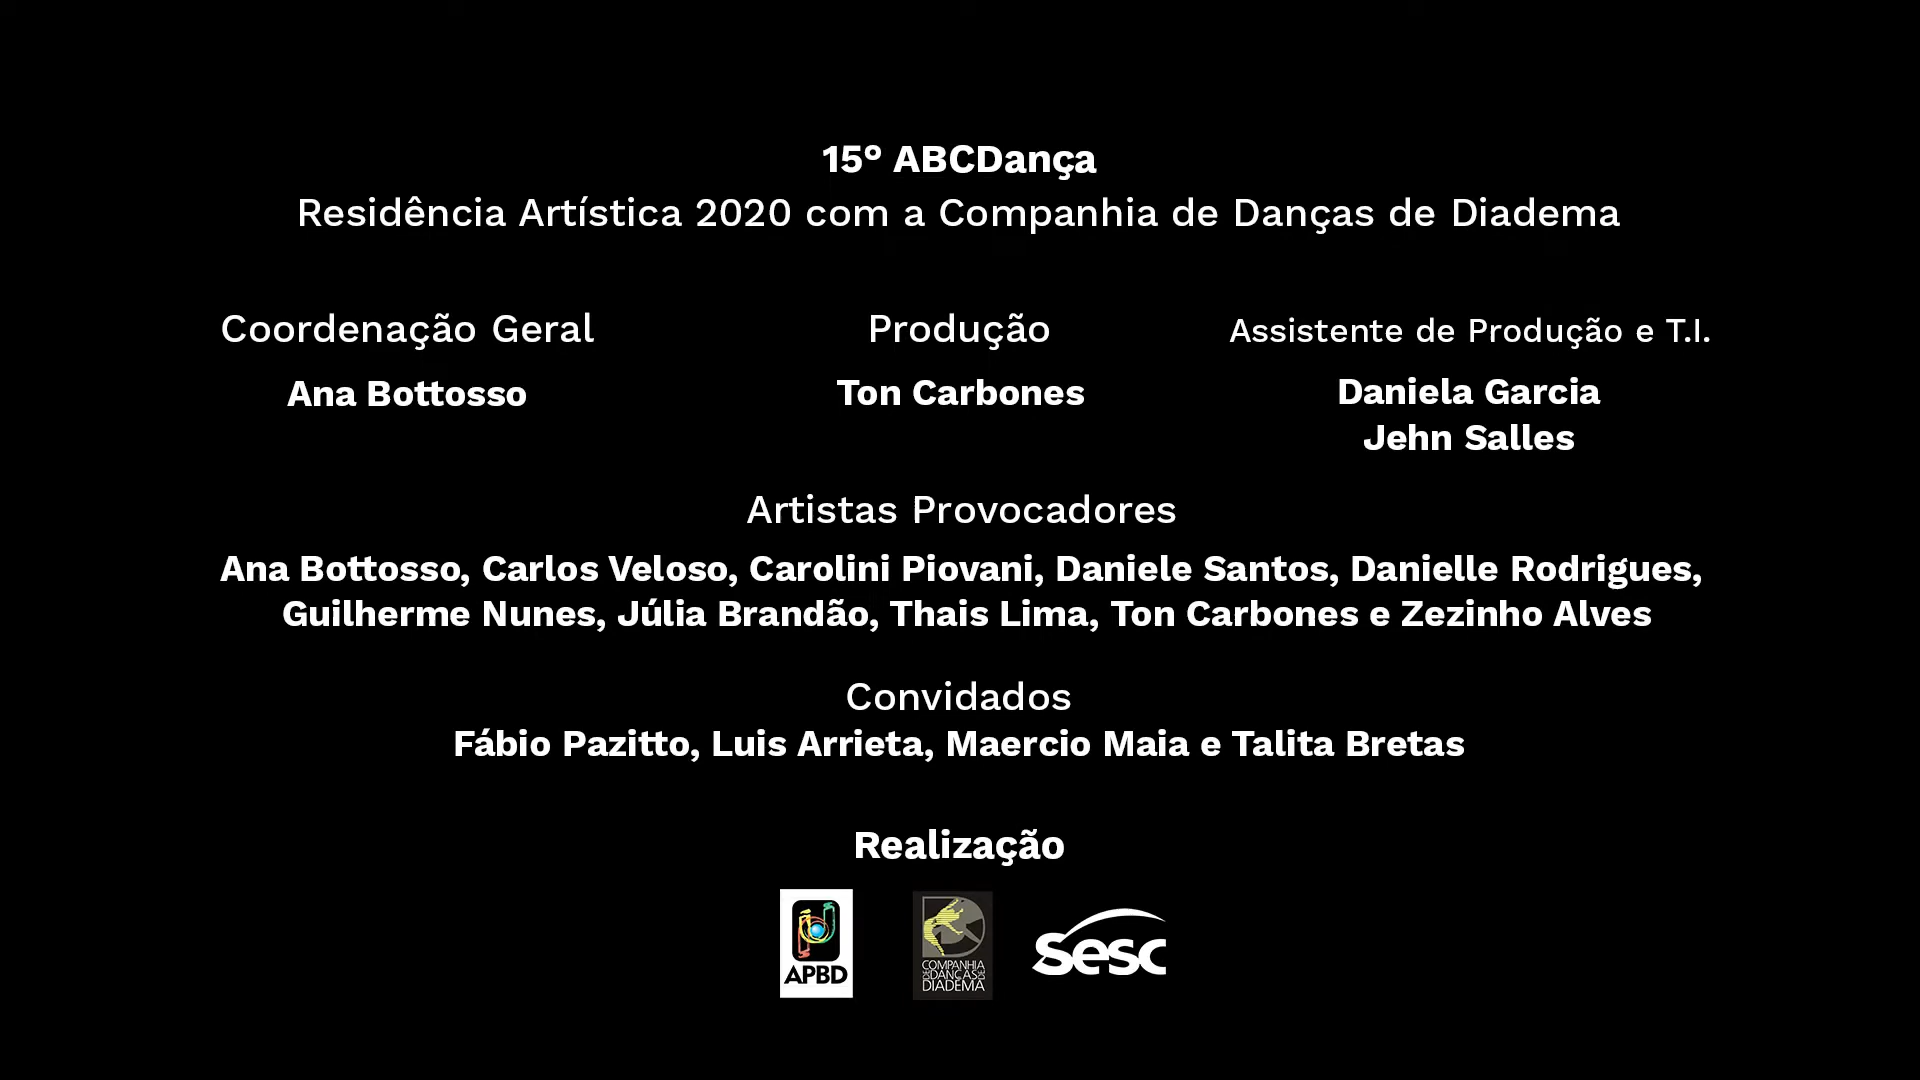 15° ABCDança
Residência Artística 2020 com a Companhia de Danças de Diadema
Coordenação Geral
Ana Bottosso
Produção
Ton Carbones
Assistente de Produção e T.I.
Daniela Garcia
Jehn Salles
Artistas Provocadores
Ana Bottosso, Carlos Veloso, Carolini Piovani, Daniele Santos, Danielle Rodrigues,
Guilherme Nunes, Júlia Brandão, Thais Lima, Ton Carbones e Zezinho Alves
Convidados
Fábio Pazitto, Luis Arrieta, Maercio Maia e Talita Bretas
Realização
APBD
COMPANHIA
DE DANÇAS DE
DIADEMA
Sesc